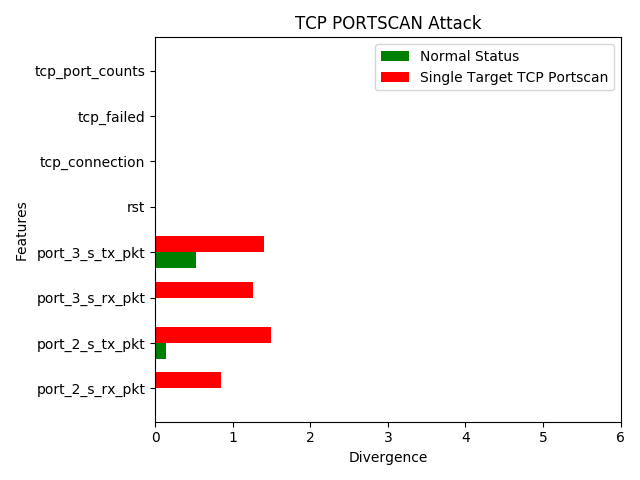 TCP PORTSCAN Attack
Normal Status
Single Target TCP Portscan
Features
tcp_port_counts
tcp_failed
tcp_connection
rst
port_3_s_tx_pkt
port_3_s_rx_pkt
port_2_s_tx_pkt
port_2_s_rx_pkt
0 1 2 3 4 5 6
Divergence